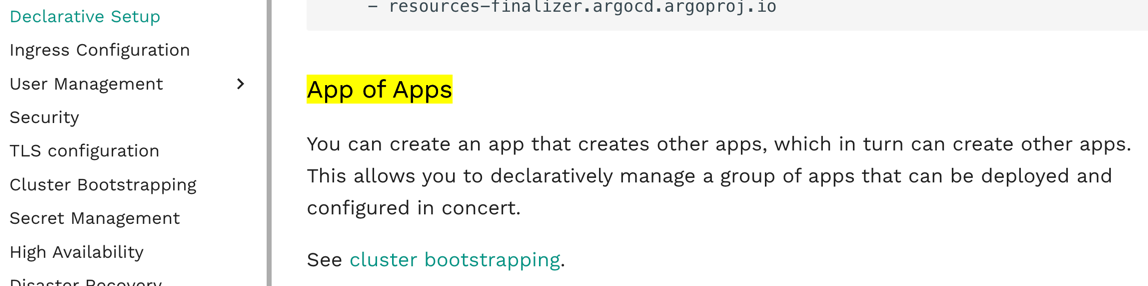 Declarative Setup
Ingress Configuration
User Management
Security
TLS configuration
Cluster Bootstrapping
Secret Management
High Availability
Disaster Recovery
– resources-finalizer.argocd.argoproj.io
App of Apps
You can create an app that creates other apps, which in turn can create other apps.
This allows you to declaratively manage a group of apps that can be deployed and
configured in concert.
See cluster bootstrapping.